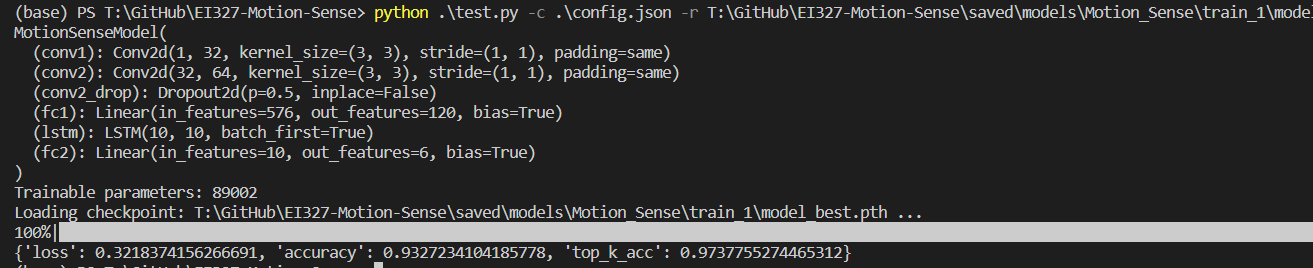 (base) PS T:\GitHub\EI327-Motion-Sense> python .\test.py -c .\config.json -r T:\GitHub\EI327-Motion-Sense\saved\models\Motion_Sense\train_1\model
MotionSenseModel(
  (conv1): Conv2d(1, 32, kernel_size=(3, 3), stride=(1, 1), padding=same)
  (conv2): Conv2d(32, 64, kernel_size=(3, 3), stride=(1, 1), padding=same)
  (conv2_drop): Dropout2d(p=0.5, inplace=False)
  (fc1): Linear(in_features=576, out_features=120, bias=True)
  (lstm): LSTM(10, 10, batch_first=True)
  (fc2): Linear(in_features=10, out_features=6, bias=True)
)
Trainable parameters: 89002
Loading checkpoint: T:\GitHub\EI327-Motion-Sense\saved\models\Motion_Sense\train_1\model_best.pth ...
100%|
{'loss': 0.3218374156266691, 'accuracy': 0.9327234104185778, 'top_k_acc': 0.9737755274465312}